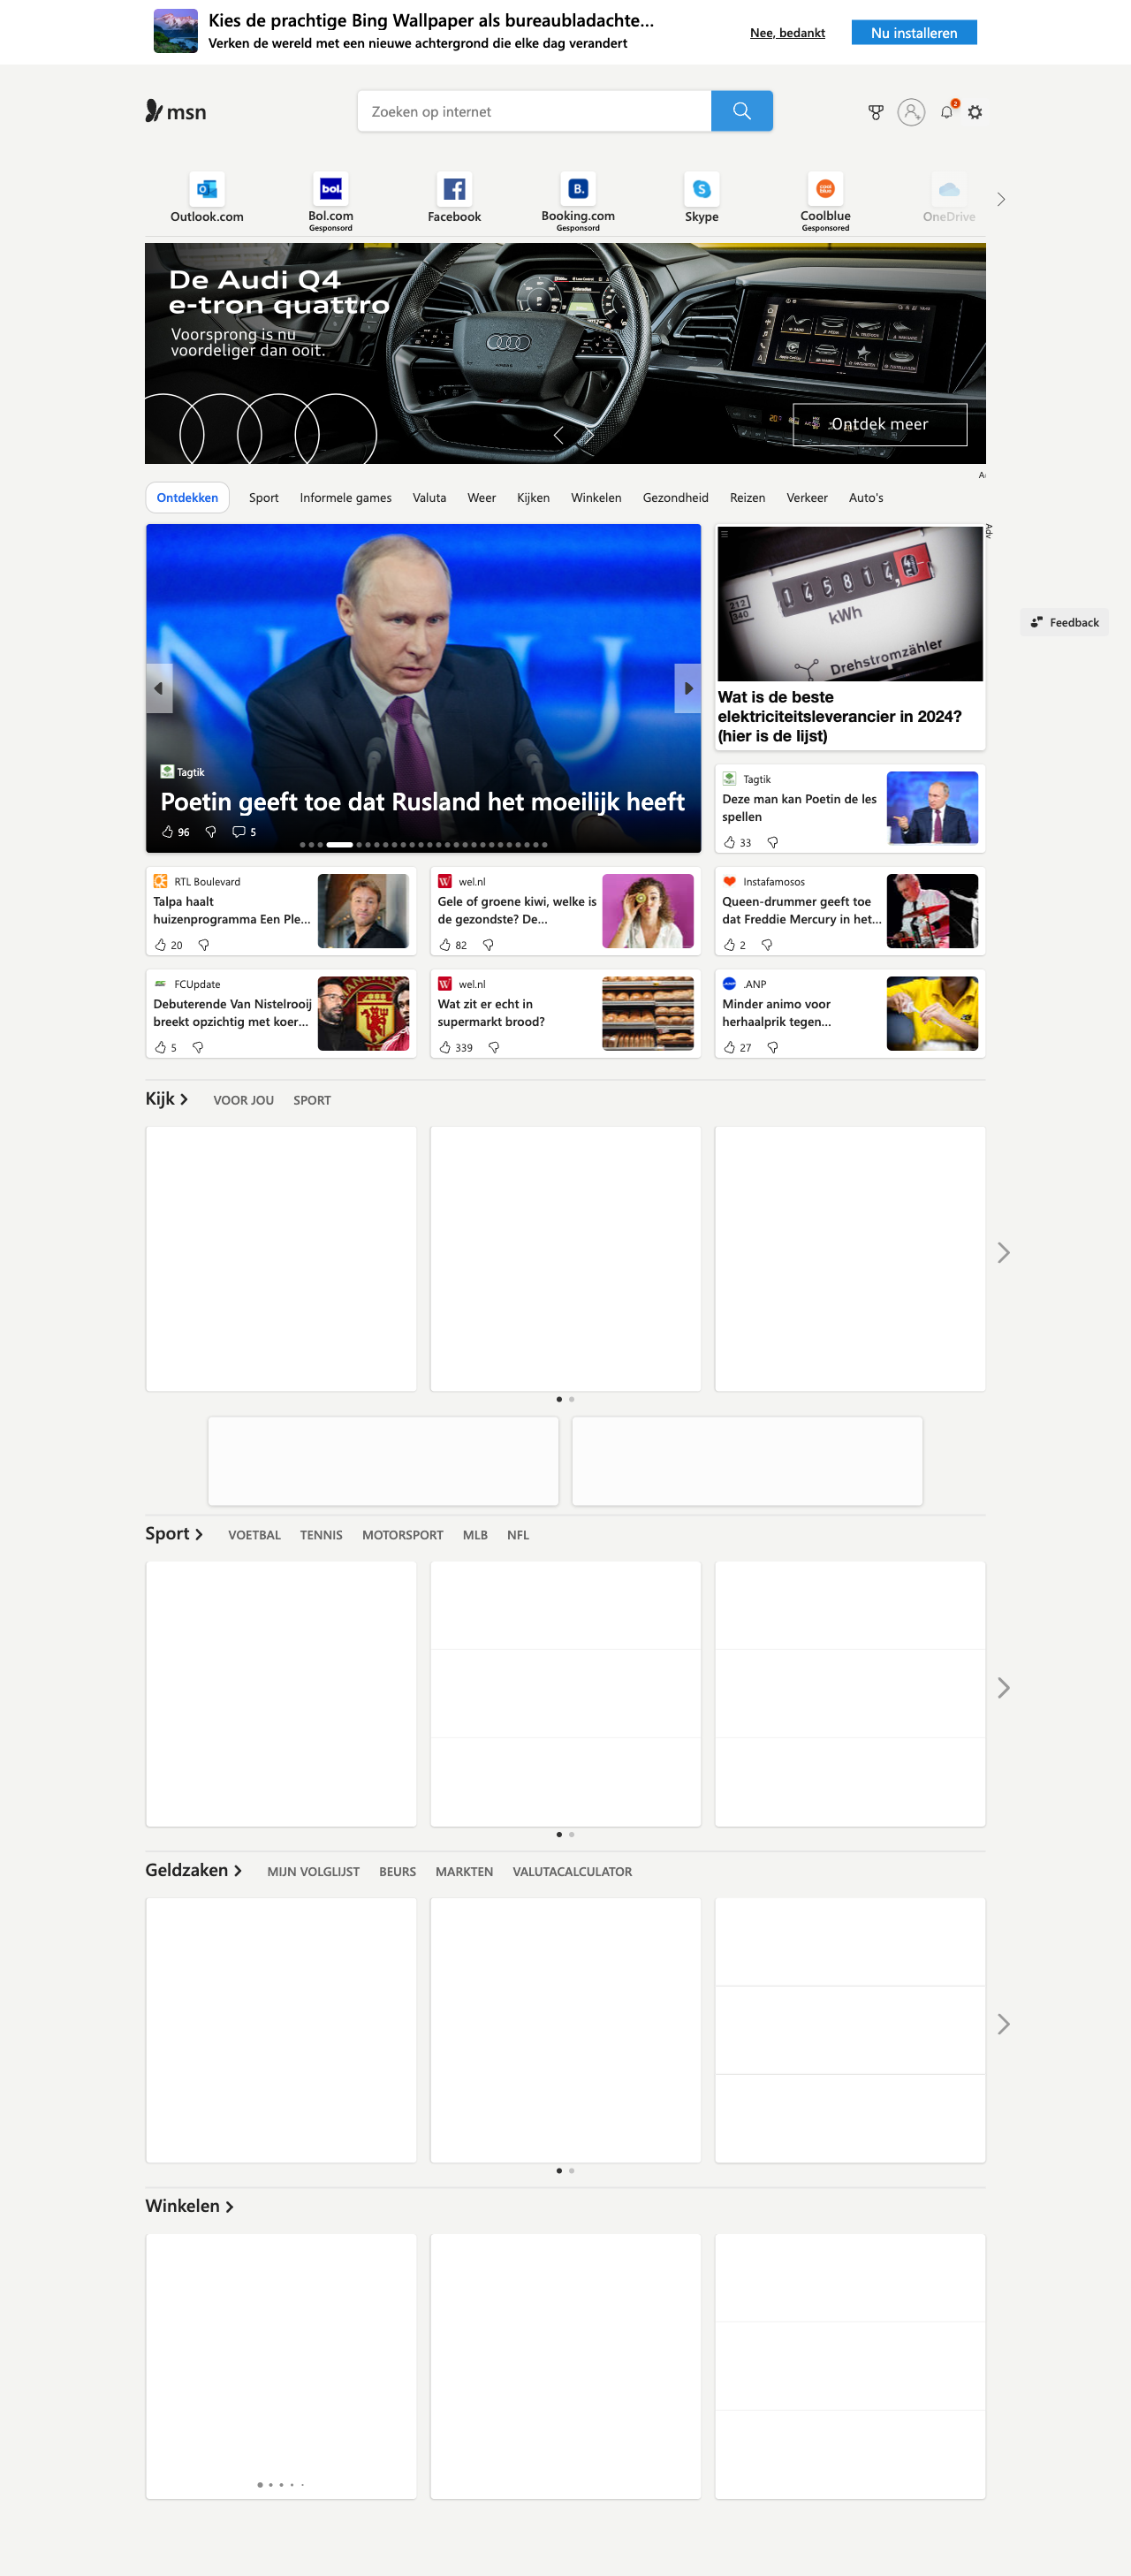 Kies de prachtige Bing Wallpaper als bureaubladachte...
Verken de wereld met een nieuwe achtergrond die elke dag verandert
Nee, bedankt
Nu installeren
msn
Zoeken op internet
2
Outlook.com
bol.
Bol.com
Gesponsord
Facebook
B.
Booking.com
Gesponsord
Skype
cool
blue
Coolblue
Gesponsored
OneDrive
De Audi Q4
e-tron quattro
Voorsprong is nu
voordeliger dan ooit.
Ontdek meer
Ontdekken
Sport
Informele games
Valuta
Weer
Kijken
Winkelen
Gezondheid
Reizen
Verkeer
Auto's
Adv
Tagtik
Poetin geeft toe dat Rusland het moeilijk heeft
96
5
145814,
212
340
kWh
Drehstromzähler
Wat is de beste
elektriciteitsleverancier in 2024?
(hier is de lijst)
Feedback
Tagtik
Deze man kan Poetin de les
spellen
33
RTL Boulevard
Talpa haalt
huizenprogramma Een Ple...
20
wel.nl
Gele of groene kiwi, welke is
de gezondste? De...
82
Instafamosos
Queen-drummer geeft toe
dat Freddie Mercury in het...
2
FCUpdate
Debuterende Van Nistelrooij
breekt opzichtig met koer...
5
wel.nl
Wat zit er echt in
supermarkt brood?
339
.ANP
Minder animo voor
herhaalprik tegen...
27
Kijk
VOOR JOU
SPORT
Sport
VOETBAL
TENNIS
MOTORSPORT
MLB
NFL
Geldzaken
MIJN VOLGLIJST
BEURS
MARKTEN
VALUTACALCULATOR
Winkelen